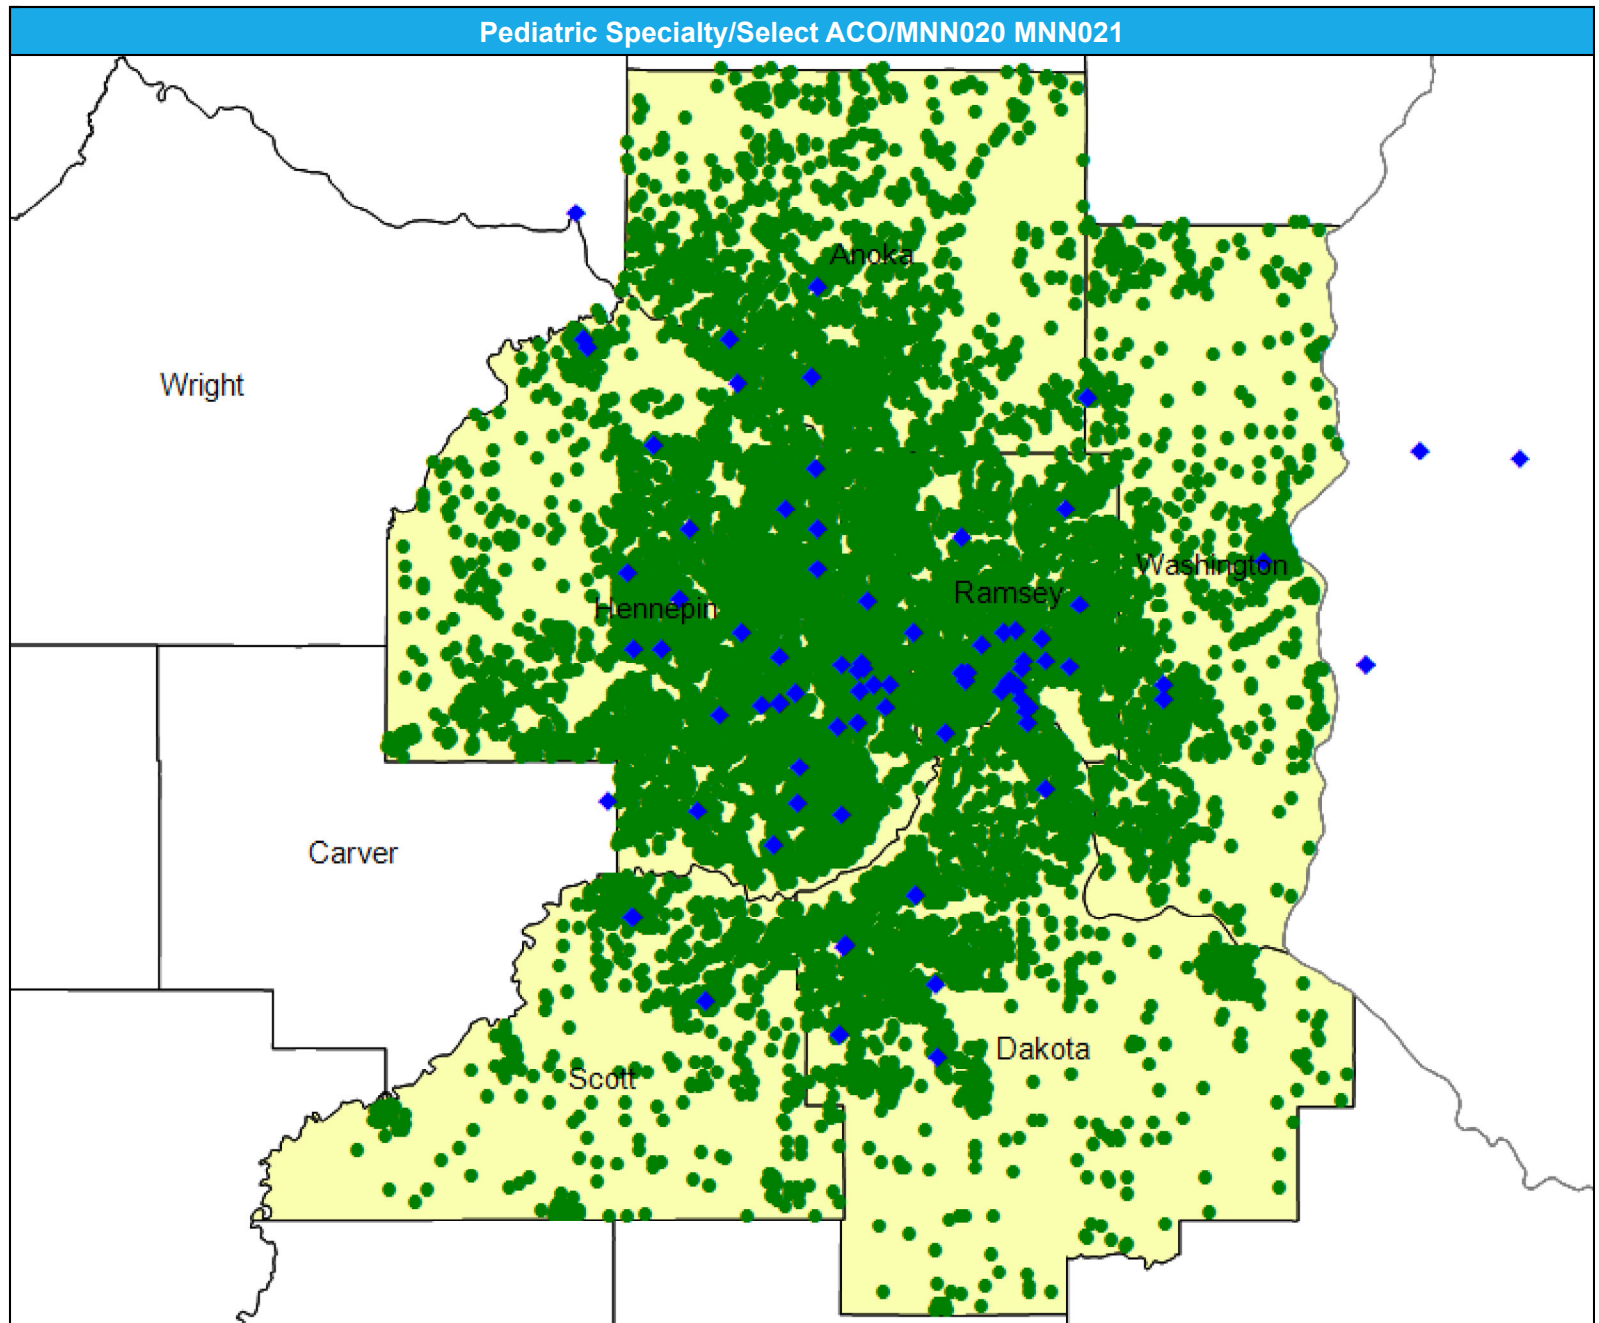 Pediatric Specialty/Select ACO/MNN020 MNN021
Anoka
Wright
Washington
Ramsey
Hennepin
Carver
Dakota
Scott